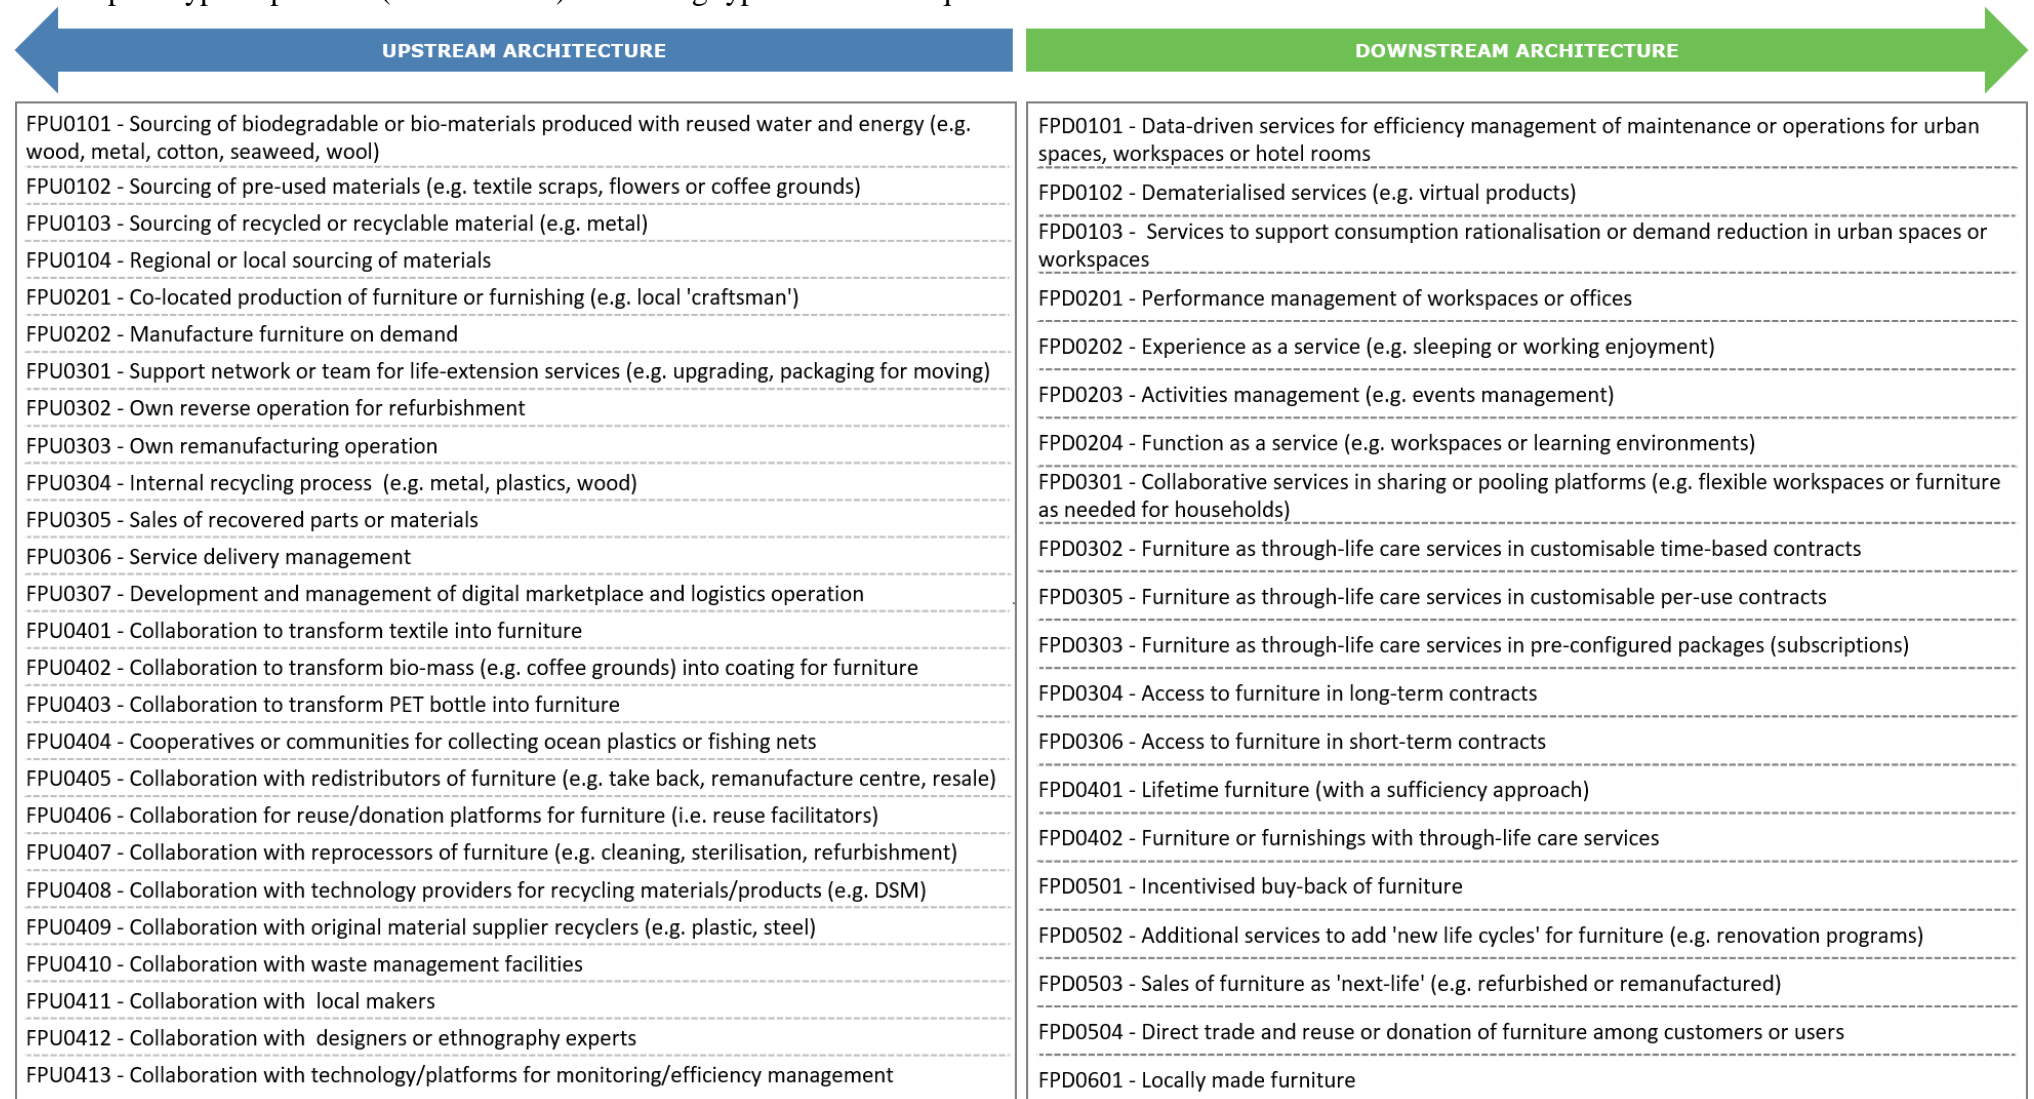 UPSTREAM ARCHITECTURE
FPU0101 - Sourcing of biodegradable or bio-materials produced with reused water and energy (e.g.
wood, metal, cotton, seaweed, wool)
FPU0102 - Sourcing of pre-used materials (e.g. textile scraps, flowers or coffee grounds)
FPU0103 - Sourcing of recycled or recyclable material (e.g. metal)
FPU0104 - Regional or local sourcing of materials
FPU0201 - Co-located production of furniture or furnishing (e.g. local 'craftsman')
FPU0202 - Manufacture furniture on demand
FPU0301 - Support network or team for life-extension services (e.g. upgrading, packaging for moving)
FPU0302 - Own reverse operation for refurbishment
FPU0303 - Own remanufacturing operation
FPU0304 - Internal recycling process (e.g. metal, plastics, wood)
FPU0305 - Sales of recovered parts or materials
FPU0306 - Service delivery management
FPU0307 - Development and management of digital marketplace and logistics operation
FPU0401 - Collaboration to transform textile into furniture
FPU0402 - Collaboration to transform bio-mass (e.g. coffee grounds) into coating for furniture
FPU0403 - Collaboration to transform PET bottle into furniture
FPU0404 - Cooperatives or communities for collecting ocean plastics or fishing nets
FPU0405 - Collaboration with redistributors of furniture (e.g. take back, remanufacture centre, resale)
FPU0406 - Collaboration for reuse/donation platforms for furniture (i.e. reuse facilitators)
FPU0407 - Collaboration with reprocessors of furniture (e.g. cleaning, sterilisation, refurbishment)
FPU0408 - Collaboration with technology providers for recycling materials/products (e.g. DSM)
FPU0409 - Collaboration with original material supplier recyclers (e.g. plastic, steel)
FPU0410 - Collaboration with waste management facilities
FPU0411 - Collaboration with local makers
FPU0412 - Collaboration with designers or ethnography experts
FPU0413 - Collaboration with technology/platforms for monitoring/efficiency management
DOWNSTREAM ARCHITECTURE
FPD0101 - Data-driven services for efficiency management of maintenance or operations for urban
spaces, workspaces or hotel rooms
FPD0102 - Dematerialised services (e.g. virtual products)
FPD0103 - Services to support consumption rationalisation or demand reduction in urban spaces or
workspaces
FPD0201 - Performance management of workspaces or offices
FPD0202 - Experience as a service (e.g. sleeping or working enjoyment)
FPD0203 - Activities management (e.g. events management)
FPD0204 - Function as a service (e.g. workspaces or learning environments)
FPD0301 - Collaborative services in sharing or pooling platforms (e.g. flexible workspaces or furniture
as needed for households)
FPD0302 - Furniture as through-life care services in customisable time-based contracts
FPD0305 - Furniture as through-life care services in customisable per-use contracts
FPD0303 - Furniture as through-life care services in pre-configured packages (subscriptions)
FPD0304 - Access to furniture in long-term contracts
FPD0306 - Access to furniture in short-term contracts
FPD0401 - Lifetime furniture (with a sufficiency approach)
FPD0402 - Furniture or furnishings with through-life care services
FPD0501 - Incentivised buy-back of furniture
FPD0502 - Additional services to add 'new life cycles' for furniture (e.g. renovation programs)
FPD0503 - Sales of furniture as 'next-life' (e.g. refurbished or remanufactured)
FPD0504 - Direct trade and reuse or donation of furniture among customers or users
FPD0601 - Locally made furniture